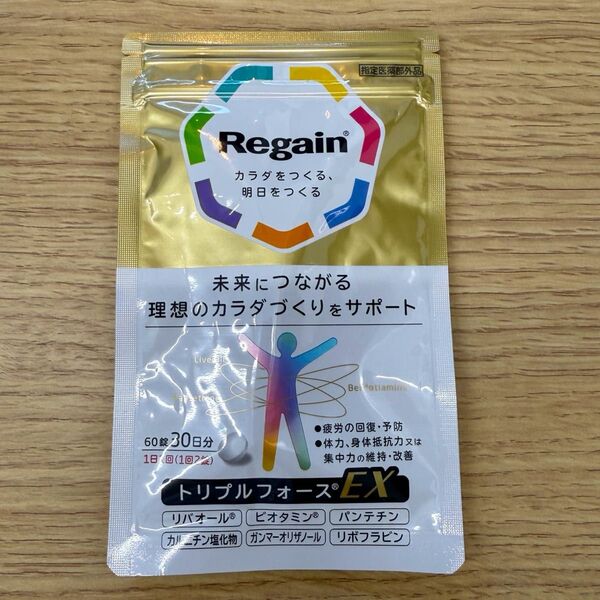 指定医薬部外品
Regain®
カラダをつくる、
明日をつくる
未来につながる
理想のカラダづくりをサポート
60錠 30日分
1日1回(1回2錠)
●疲労の回復・予防
●体力、身体抵抗力又は
集中力の維持・改善
トリプルフォース® EX
リバオール® ビオタミン® パンテチン
カルニチン塩化物 ガンマーオリザノール リボフラビン